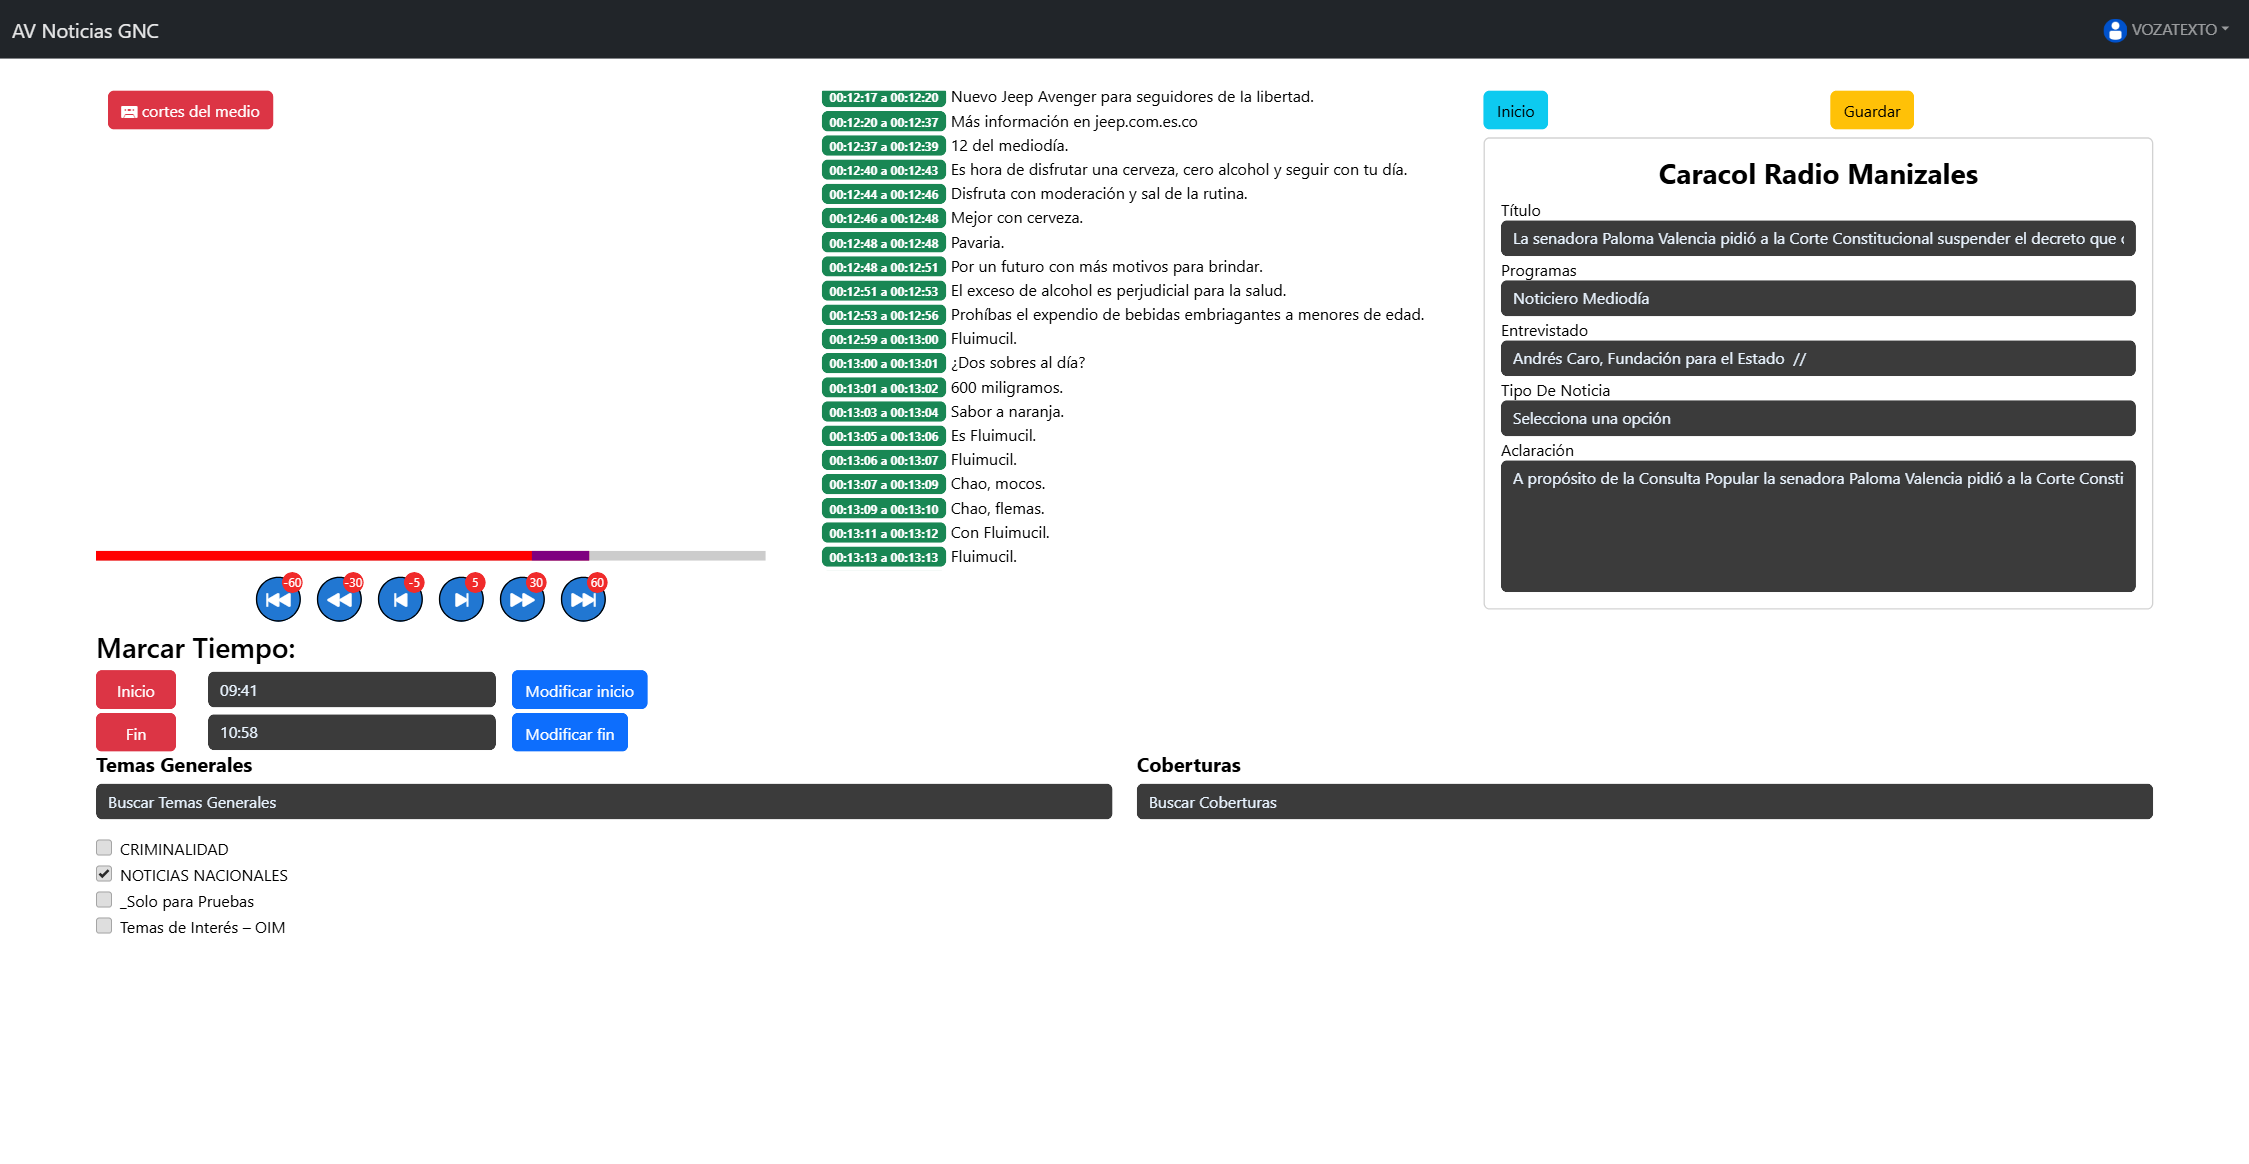 AV Noticias GNC
VOZATEXTO
cortes del medio
-60
-30
-5
5
30
60
Marcar Tiempo:
Inicio
09:41
Modificar inicio
Fin
10:58
Modificar fin
00:12:17 a 00:12:20 Nuevo Jeep Avenger para seguidores de la libertad.
00:12:20 a 00:12:37 Más información en jeep.com.es.co
00:12:37 a 00:12:39 12 del mediodía.
00:12:40 a 00:12:43 Es hora de disfrutar una cerveza, cero alcohol y seguir con tu día.
00:12:44 a 00:12:46 Disfruta con moderación y sal de la rutina.
00:12:46 a 00:12:48 Mejor con cerveza.
00:12:48 a 00:12:48 Pavaria.
00:12:48 a 00:12:51 Por un futuro con más motivos para brindar.
00:12:51 a 00:12:53 El exceso de alcohol es perjudicial para la salud.
00:12:53 a 00:12:56 Prohíbas el expendio de bebidas embriagantes a menores de edad.
00:12:59 a 00:13:00 Fluimucil.
00:13:00 a 00:13:01 ¿Dos sobres al día?
00:13:01 a 00:13:02 600 miligramos.
00:13:03 a 00:13:04 Sabor a naranja.
00:13:05 a 00:13:06 Es Fluimucil.
00:13:06 a 00:13:07 Fluimucil.
00:13:07 a 00:13:09 Chao, mocos.
00:13:09 a 00:13:10 Chao, flemas.
00:13:11 a 00:13:12 Con Fluimucil.
00:13:13 a 00:13:13 Fluimucil.
Inicio
Guardar
Caracol Radio Manizales
Título
La senadora Paloma Valencia pidió a la Corte Constitucional suspender el decreto que
Programas
Noticiero Mediodía
Entrevistado
Andrés Caro, Fundación para el Estado //
Tipo De Noticia
Selecciona una opción
Aclaración
A propósito de la Consulta Popular la senadora Paloma Valencia pidió a la Corte Consti
Temas Generales
Buscar Temas Generales
CRIMINALIDAD
NOTICIAS NACIONALES
_Solo para Pruebas
Temas de Interés – OIM
Coberturas
Buscar Coberturas